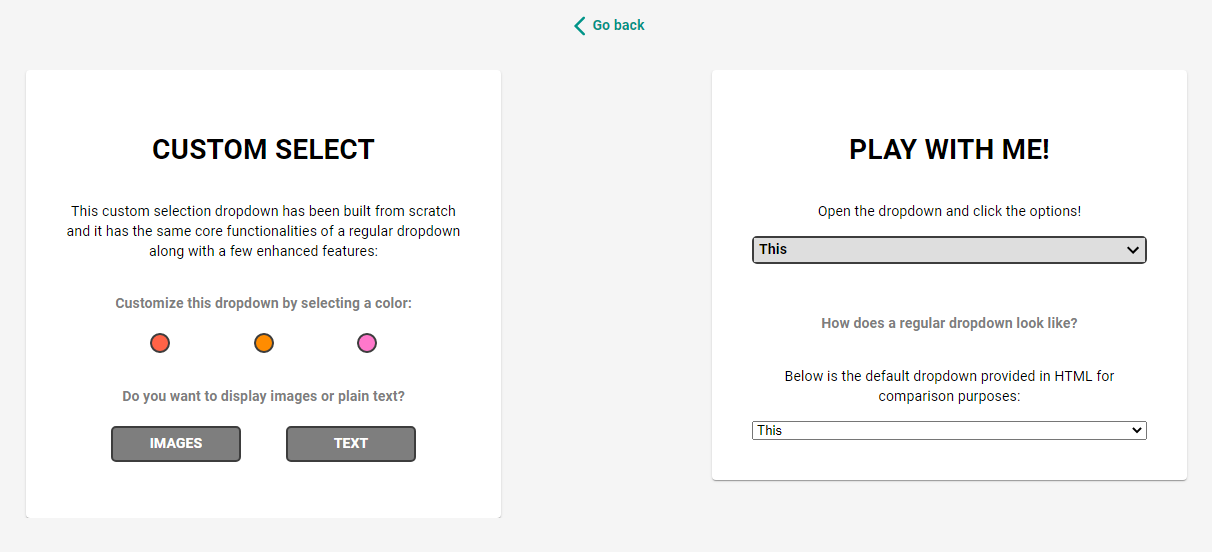 Go back
CUSTOM SELECT
This custom selection dropdown has been built from scratch
and it has the same core functionalities of a regular dropdown
along with a few enhanced features:
Customize this dropdown by selecting a color:
Do you want to display images or plain text?
IMAGES
TEXT
PLAY WITH ME!
Open the dropdown and click the options!
This
How does a regular dropdown look like?
Below is the default dropdown provided in HTML for
comparison purposes:
This